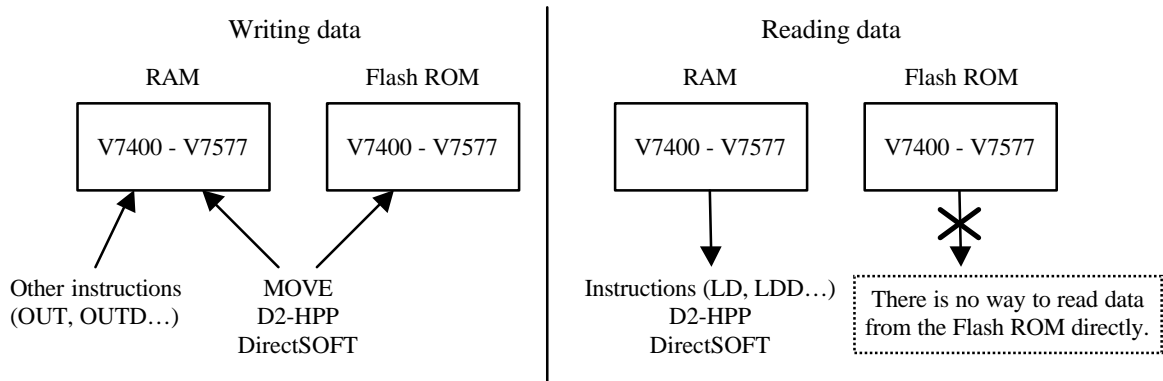 Writing data
RAM
Flash ROM
V7400 - V7577
V7400 - V7577
Other instructions
(OUT, OUTD…)
MOVE
D2-HPP
DirectSOFT
Reading data
RAM
Flash ROM
V7400 - V7577
V7400 - V7577
Instructions (LD, LDD…)
D2-HPP
DirectSOFT
There is no way to read data
from the Flash ROM directly.